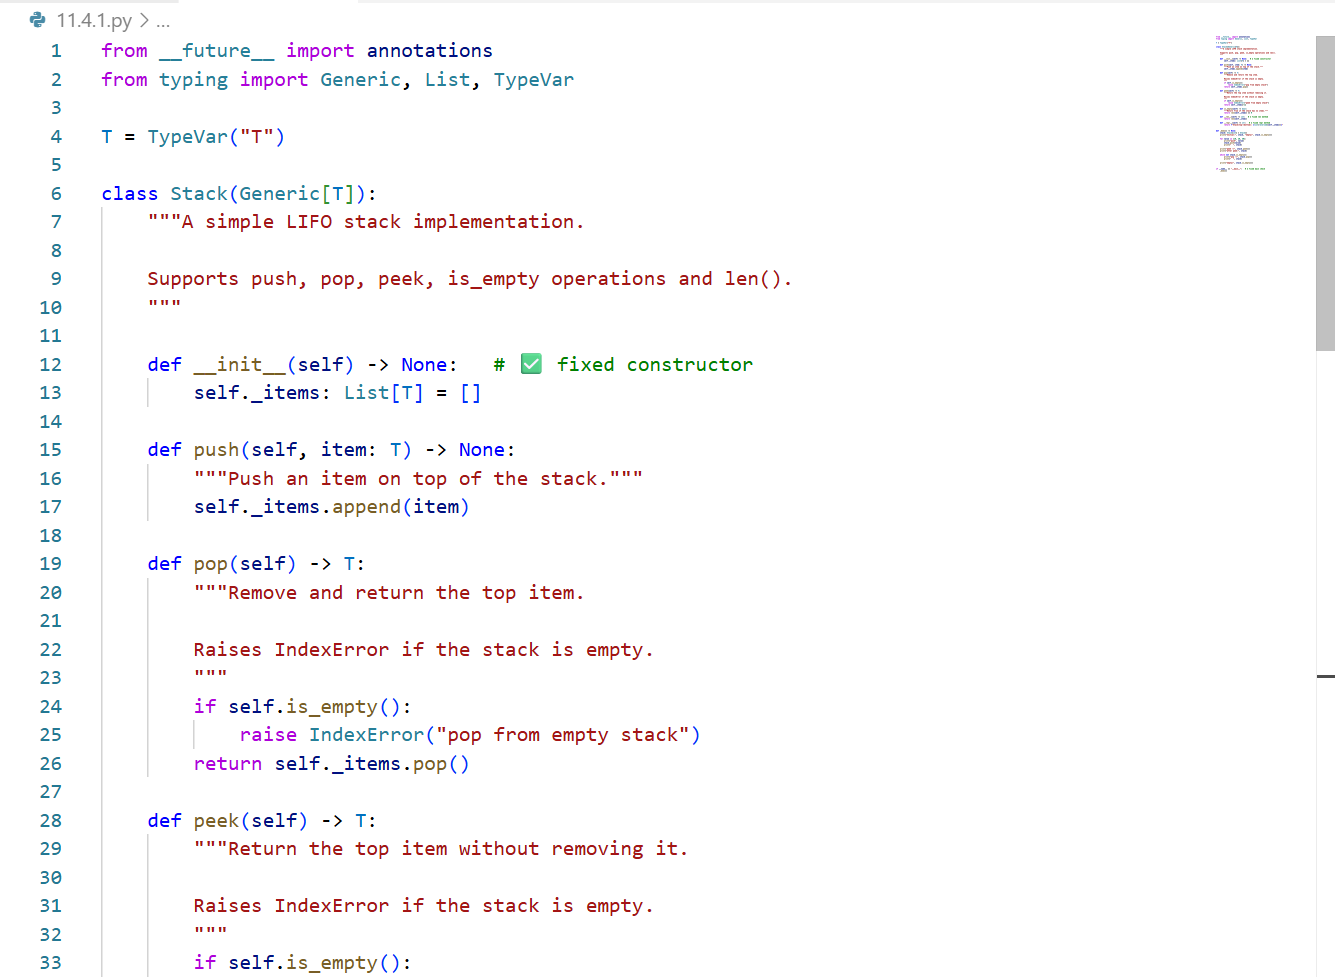 11.4.1.py > ...
1 from __future__ import annotations
2 from typing import Generic, List, TypeVar
3
4 T = TypeVar("T")
5
6 class Stack(Generic[T]):
7     """A simple LIFO stack implementation.
8
9     Supports push, pop, peek, is_empty operations and len().
10     """
11
12     def __init__(self) -> None:   # ✅ fixed constructor
13         self._items: List[T] = []
14
15     def push(self, item: T) -> None:
16         """Push an item on top of the stack."""
17         self._items.append(item)
18
19     def pop(self) -> T:
20         """Remove and return the top item.
21
22         Raises IndexError if the stack is empty.
23         """
24         if self.is_empty():
25             raise IndexError("pop from empty stack")
26         return self._items.pop()
27
28     def peek(self) -> T:
29         """Return the top item without removing it.
30
31         Raises IndexError if the stack is empty.
32         """
33         if self.is_empty():